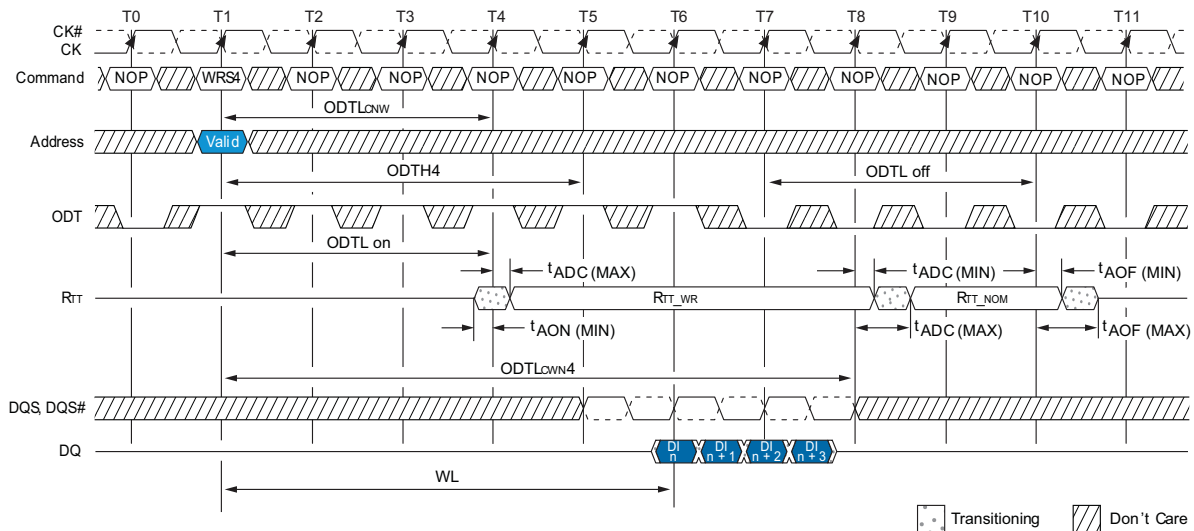 T0 T1 T2 T3 T4 T5 T6 T7 T8 T9 T10 T11
CK#
CK
Command NOP WRS4 NOP NOP NOP NOP NOP NOP NOP NOP NOP NOP
ODTLCNW
Address Valid
ODTH4 ODTL off
ODT
ODTL on
tADC (MAX) tADC (MIN) tAOF (MIN)
RTT RTT_WR RTT_NOM
tAON (MIN) tADC (MAX) tAOF (MAX)
ODTLCWN4
DQS, DQS#
DQ DI n DI n + 1 DI n + 2 DI n + 3
WL
Transitioning Don't Care